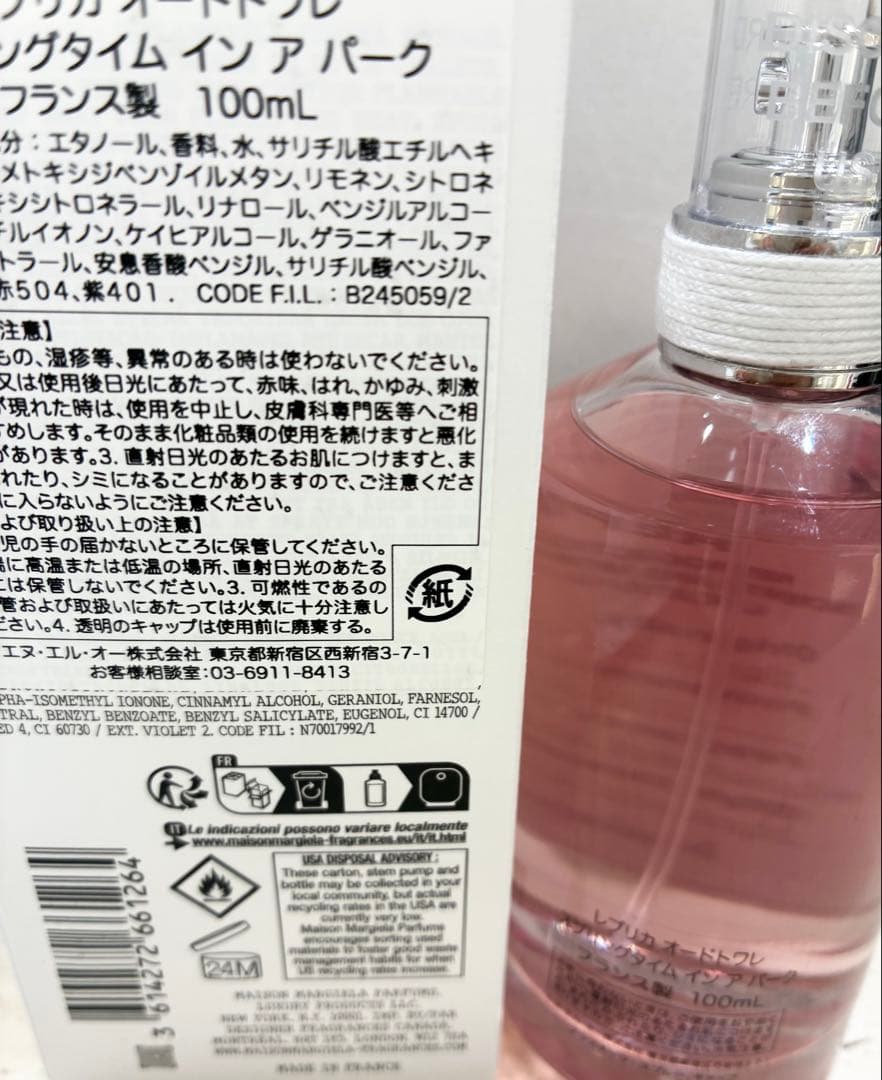 プリカ オードトワレ
ングタイム イン ア パーク
フランス製 100mL
分：エタノール、香料、水、サリチル酸エチルヘキ
メトキシジベンゾイルメタン、リモネン、シトロネ
キシシトロネラール、リナロール、ベンジルアルコー
チルイオノン、ケイヒアルコール、ゲラニオール、ファ
トラール、安息香酸ベンジル、サリチル酸ベンジル、
赤504、紫401． CODE F.I.L.：B245059/2
注意】
もの、湿疹等、異常のある時は使わないでください。
又は使用後日光にあたって、赤味、はれ、かゆみ、刺激
が現れた時は、使用を中止し、皮膚科専門医等へご相
すめします。そのまま化粧品類の使用を続けますと悪化
があります。3. 直射日光のあたるお肌につけますと、ま
れたり、シミになることがありますので、ご注意くださ
に入らないようにご注意ください。
および取り扱い上の注意】
児の手の届かないところに保管してください。
に高温または低温の場所、直射日光のあたる
には保管しないでください。3. 可燃性であるの
管および取扱いにあたっては火気に十分注意し
ださい。4. 透明のキャップは使用前に廃棄する。
紙
エヌ・エル・オー株式会社 東京都新宿区西新宿3-7-1
お客様相談室：03-6911-8413
PHA-ISOMETHYL IONONE, CINNAMYL ALCOHOL, GERANIOL, FARNESOL,
TRAL, BENZYL BENZOATE, BENZYL SALICYLATE, EUGENOL, CI 14700 /
ED 4, CI 60730 / EXT. VIOLET 2. CODE FIL : N70017992/1
FR
IT Le indicazioni possono variare localmente
www.maisonmargiela-fragrances.eu/it/it.html
USA DISPOSAL ADVISORY :
These carton, stem pump and
bottle may be collected in your
local community, but actual
recycling rates in the USA are
currently very low.
Maison Margiela Parfums
encourages sorting used
materials to foster good waste
management habits for when
US recycling rates increase.
24M
3 614272 661264
MAISON MARGIELA PARFUMS,
LUXURY PRODUCTS LLC.
MADE IN FRANCE
レプリカ オードトワレ
スプリングタイム イン ア パーク
フランス製 100mL